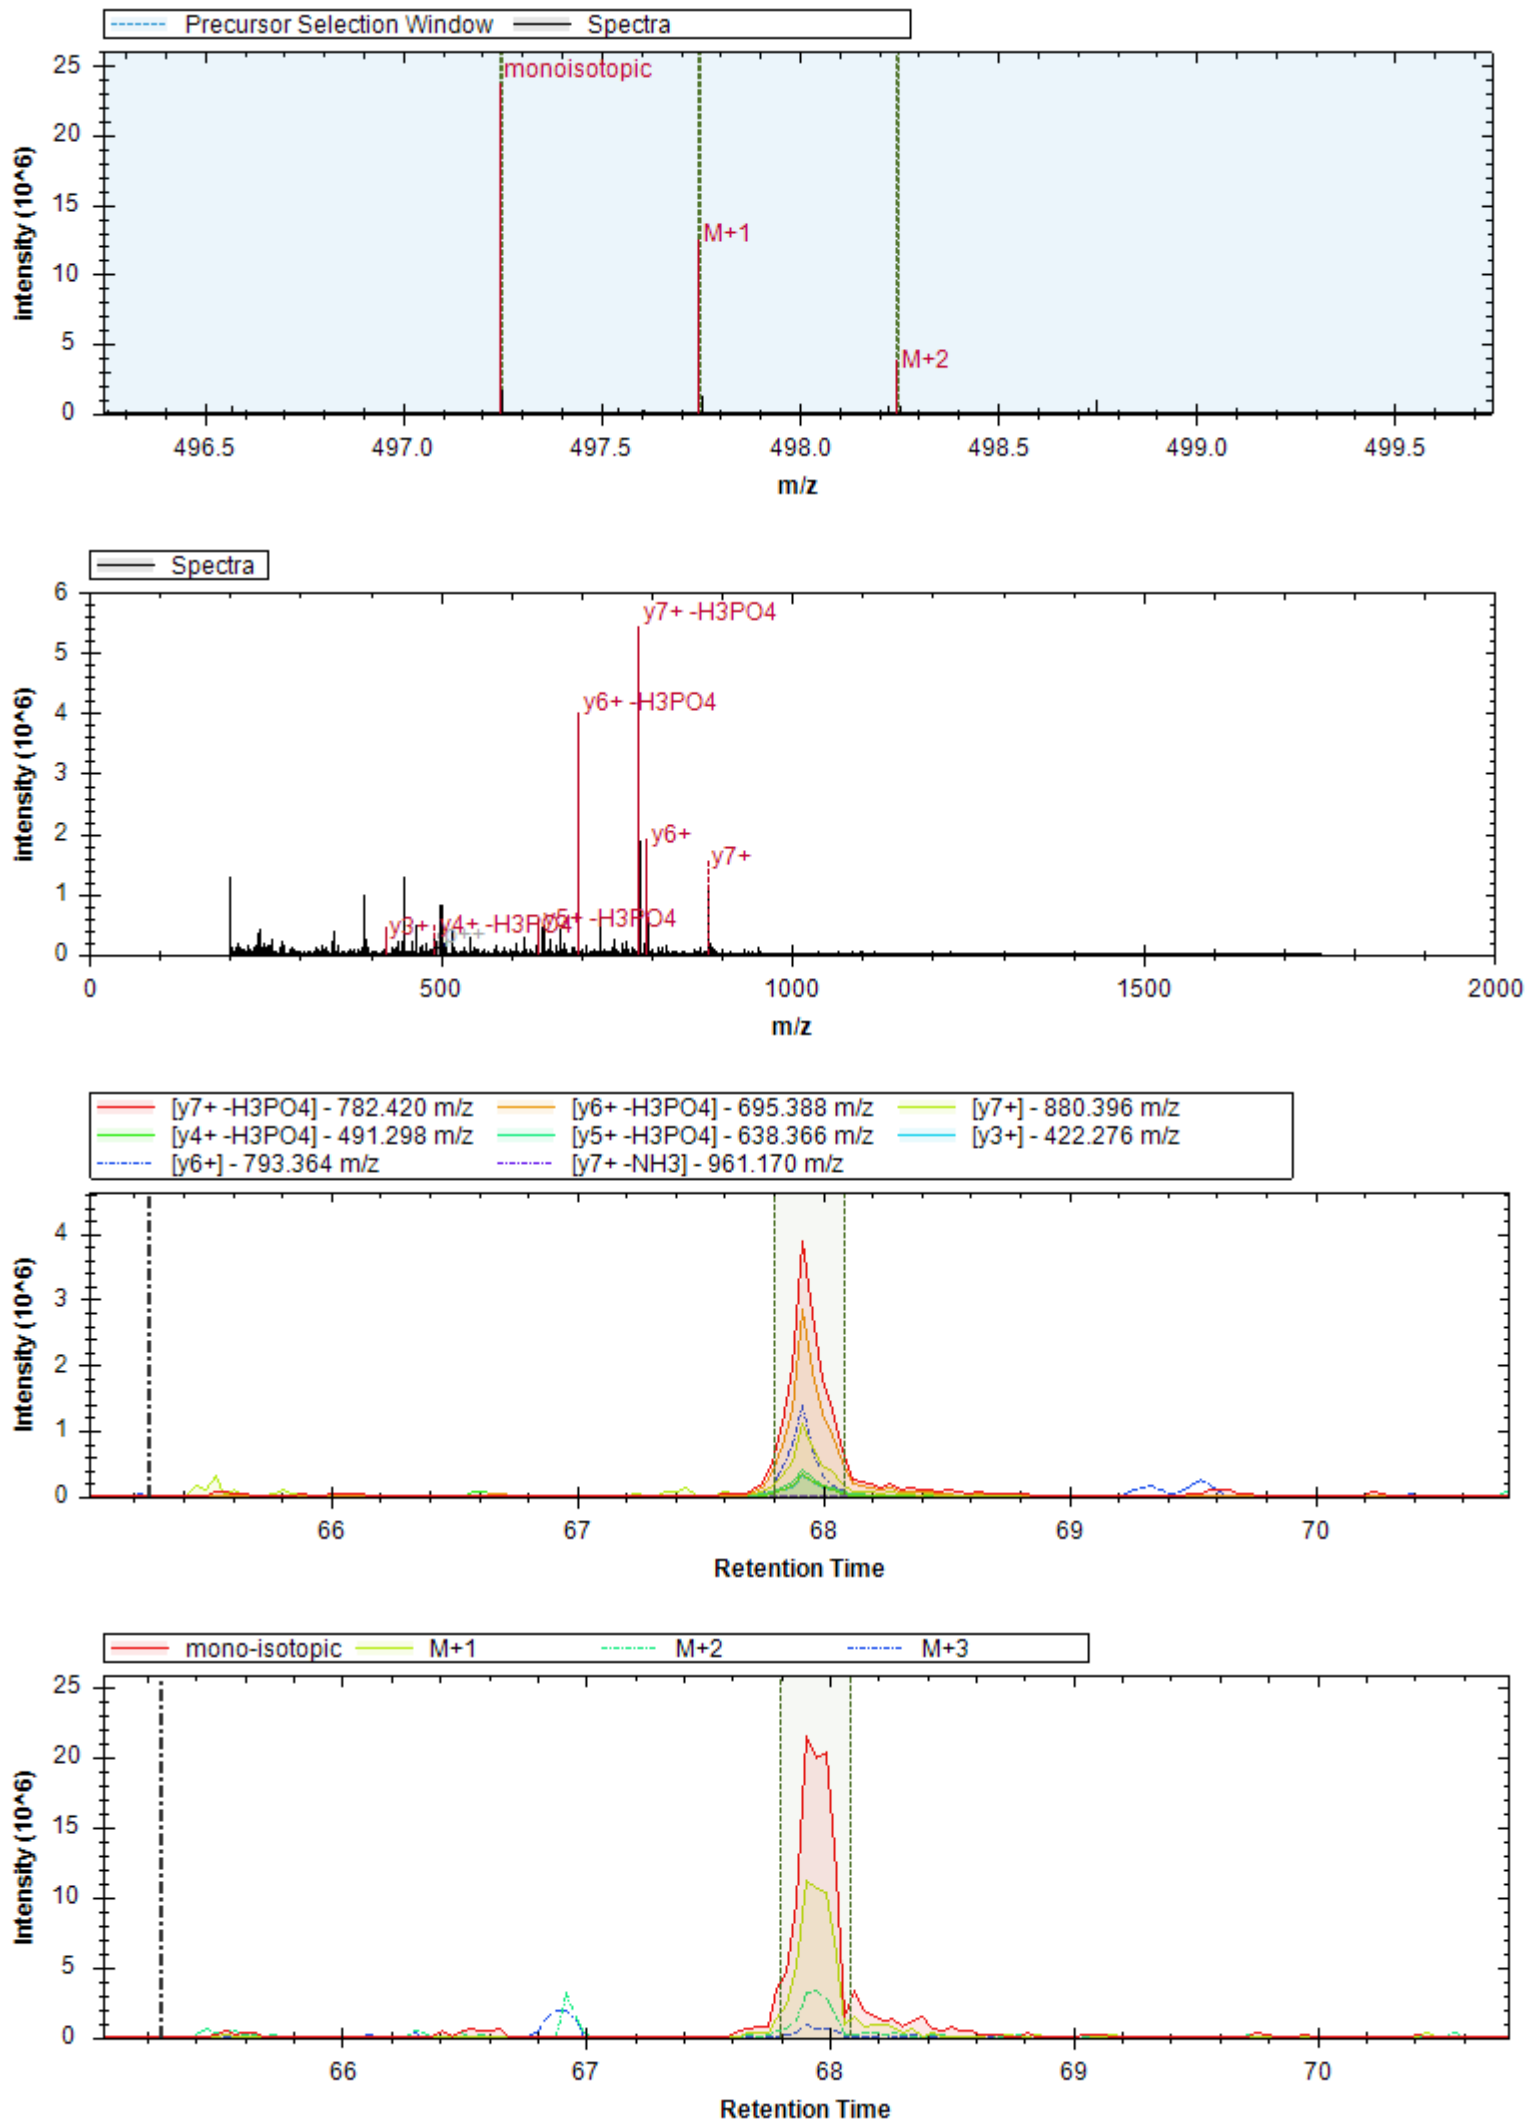 Precursor Selection Window Spectra
25
20
15
10
5
0
intensity (10^6)
monoisotopic
M+1
M+2
496.5 497.0 497.5 498.0 498.5 499.0 499.5
m/z
Spectra
6
5
4
3
2
1
0
intensity (10^6)
y7+ -H3PO4
y6+ -H3PO4
y6+
y7+
y3+ y4+ -H3PO4 y5+ -H3PO4
0 500 1000 1500 2000
m/z
[y7+ -H3PO4] - 782.420 m/z [y6+ -H3PO4] - 695.388 m/z [y7+] - 880.396 m/z
[y4+ -H3PO4] - 491.298 m/z [y5+ -H3PO4] - 638.366 m/z [y3+] - 422.276 m/z
[y6+] - 793.364 m/z [y7+ -NH3] - 961.170 m/z
4
3
2
1
0
Intensity (10^6)
66 67 68 69 70
Retention Time
mono-isotopic M+1 M+2 M+3
25
20
15
10
5
0
Intensity (10^6)
66 67 68 69 70
Retention Time